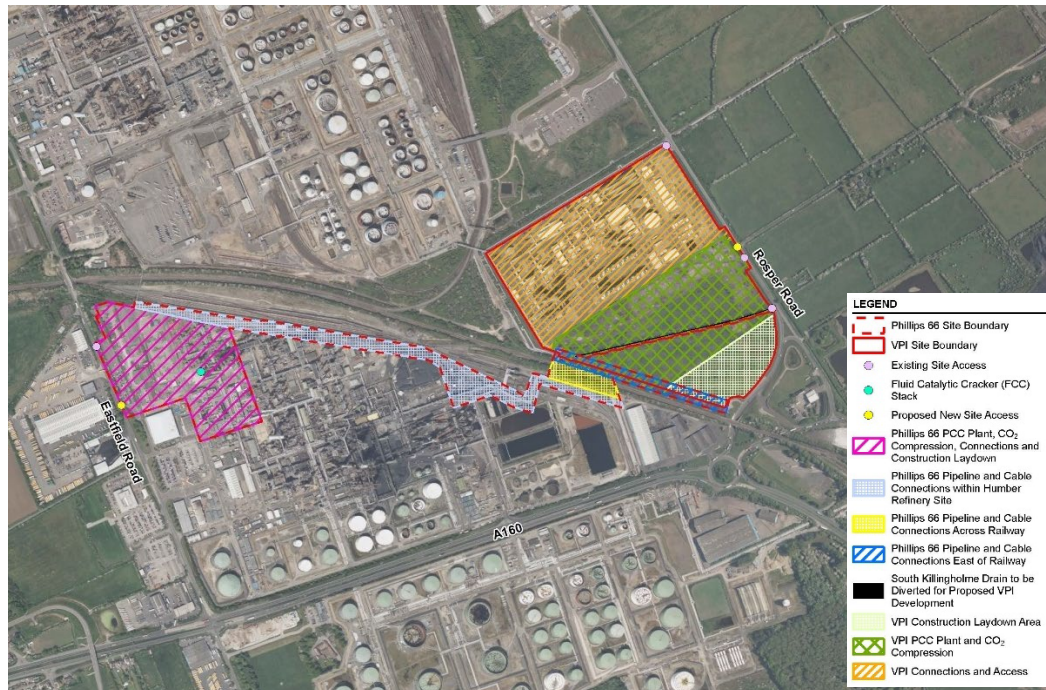 Rosper Road
Eastfield Road
A160
LEGEND
Phillips 66 Site Boundary
VPI Site Boundary
Existing Site Access
Fluid Catalytic Cracker (FCC)
Stack
Proposed New Site Access
Phillips 66 PCC Plant, CO₂
Compression, Connections and
Construction Laydown
Phillips 66 Pipeline and Cable
Connections within Humber
Refinery Site
Phillips 66 Pipeline and Cable
Connections Across Railway
Phillips 66 Pipeline and Cable
Connections East of Railway
South Killingholme Drain to be
Diverted for Proposed VPI
Development
VPI Construction Laydown Area
VPI PCC Plant and CO₂
Compression
VPI Connections and Access